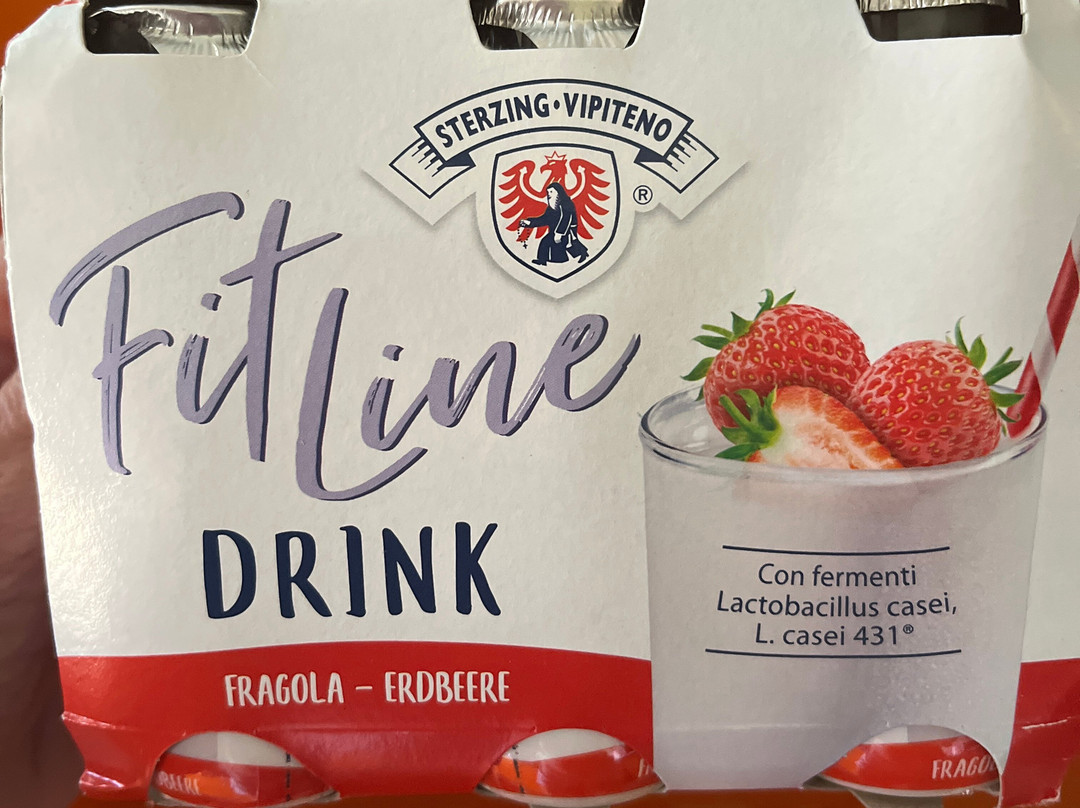 STERZING · VIPITENO
®
FitLine
DRINK
Con fermenti
Lactobacillus casei,
L. casei 431®
FRAGOLA – ERDBEERE